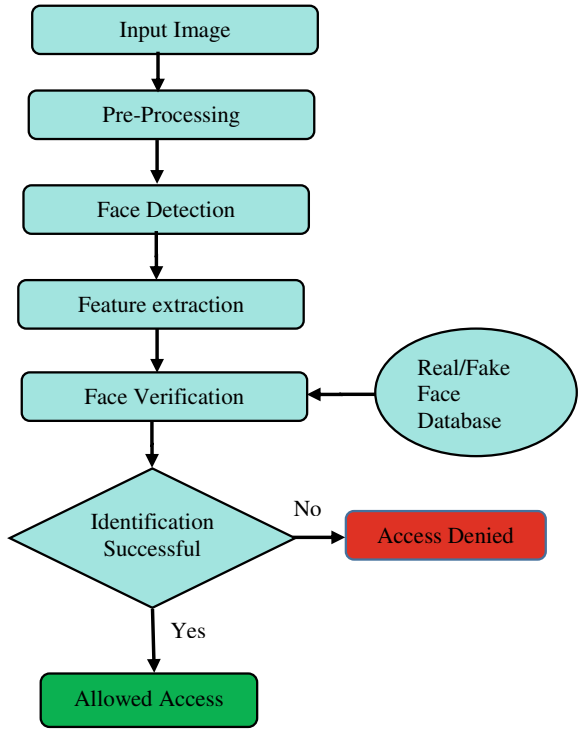 Input Image
Pre-Processing
Face Detection
Feature extraction
Face Verification
Real/Fake
Face
Database
Identification
Successful
No
Access Denied
Yes
Allowed Access